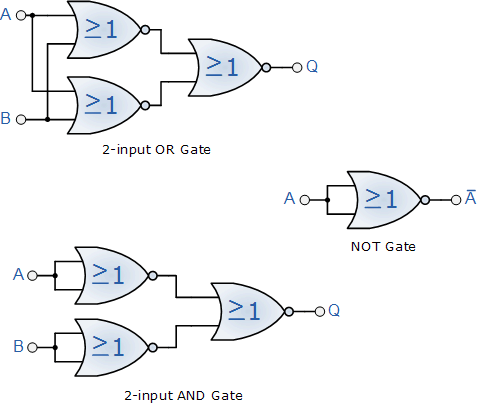 A
≥1
≥1
≥1
Q
B
2-input OR Gate
A
≥1
A̅
NOT Gate
A
≥1
≥1
Q
B
≥1
2-input AND Gate